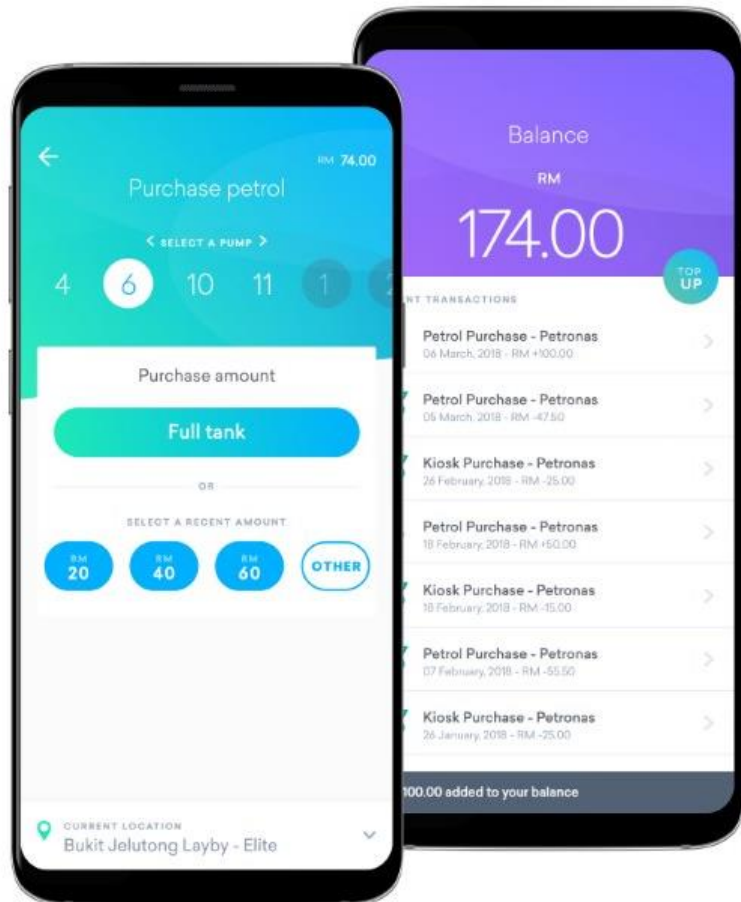 RM 74.00
Purchase petrol
< SELECT A PUMP >
4 6 10 11 1 2
Purchase amount
Full tank
OR
SELECT A RECENT AMOUNT
RM RM RM
20 40 60 OTHER
CURRENT LOCATION
Bukit Jelutong Layby - Elite
Balance
RM
174.00
TOP
UP
NT TRANSACTIONS
Petrol Purchase - Petronas
06 March, 2018 - RM +100.00
Petrol Purchase - Petronas
05 March, 2018 - RM -47.50
Kiosk Purchase - Petronas
26 February, 2018 - RM -25.00
Petrol Purchase - Petronas
18 February, 2018 - RM +50.00
Kiosk Purchase - Petronas
18 February, 2018 - RM -15.00
Petrol Purchase - Petronas
07 February, 2018 - RM -55.50
Kiosk Purchase - Petronas
26 January, 2018 - RM -25.00
100.00 added to your balance